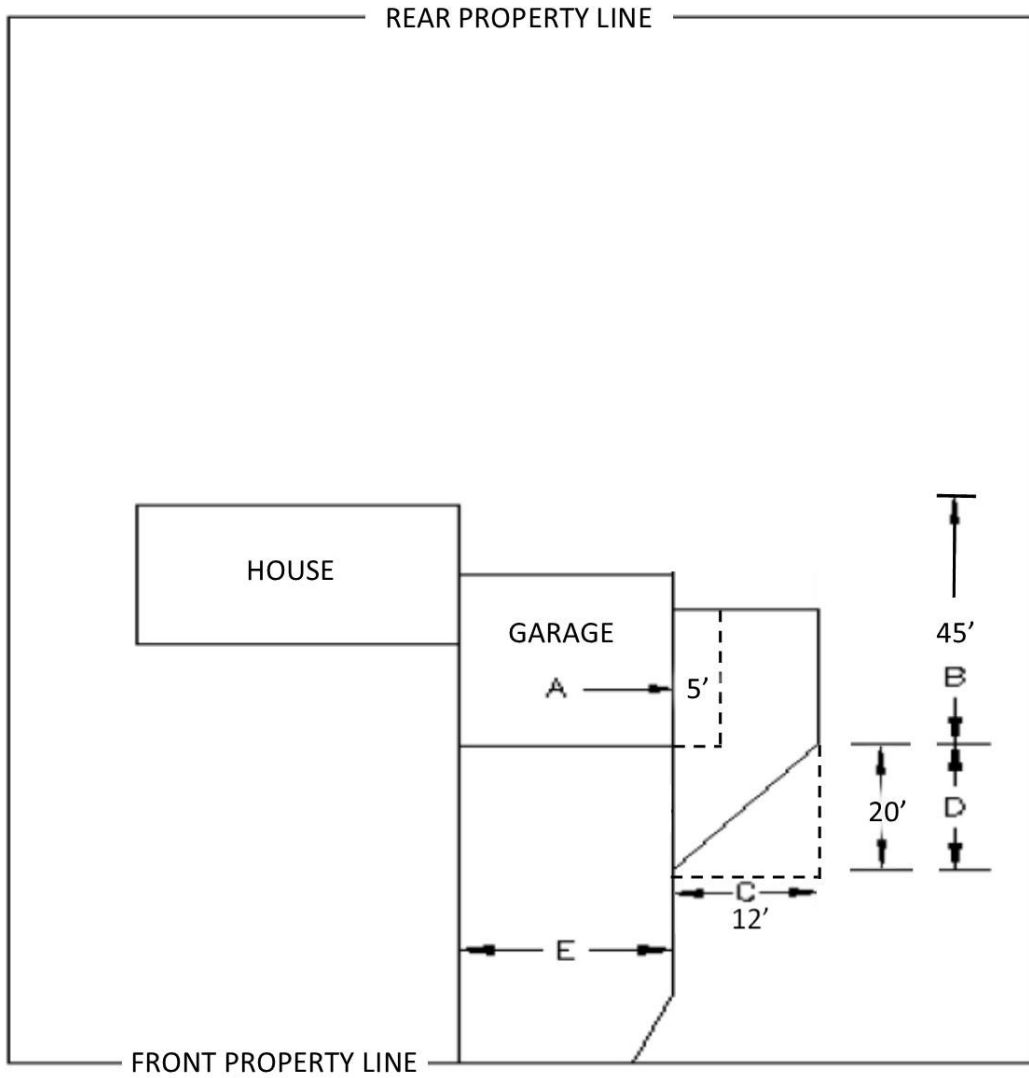 REAR PROPERTY LINE
HOUSE
GARAGE
A
5'
45'
B
20'
D
C
12'
E
FRONT PROPERTY LINE